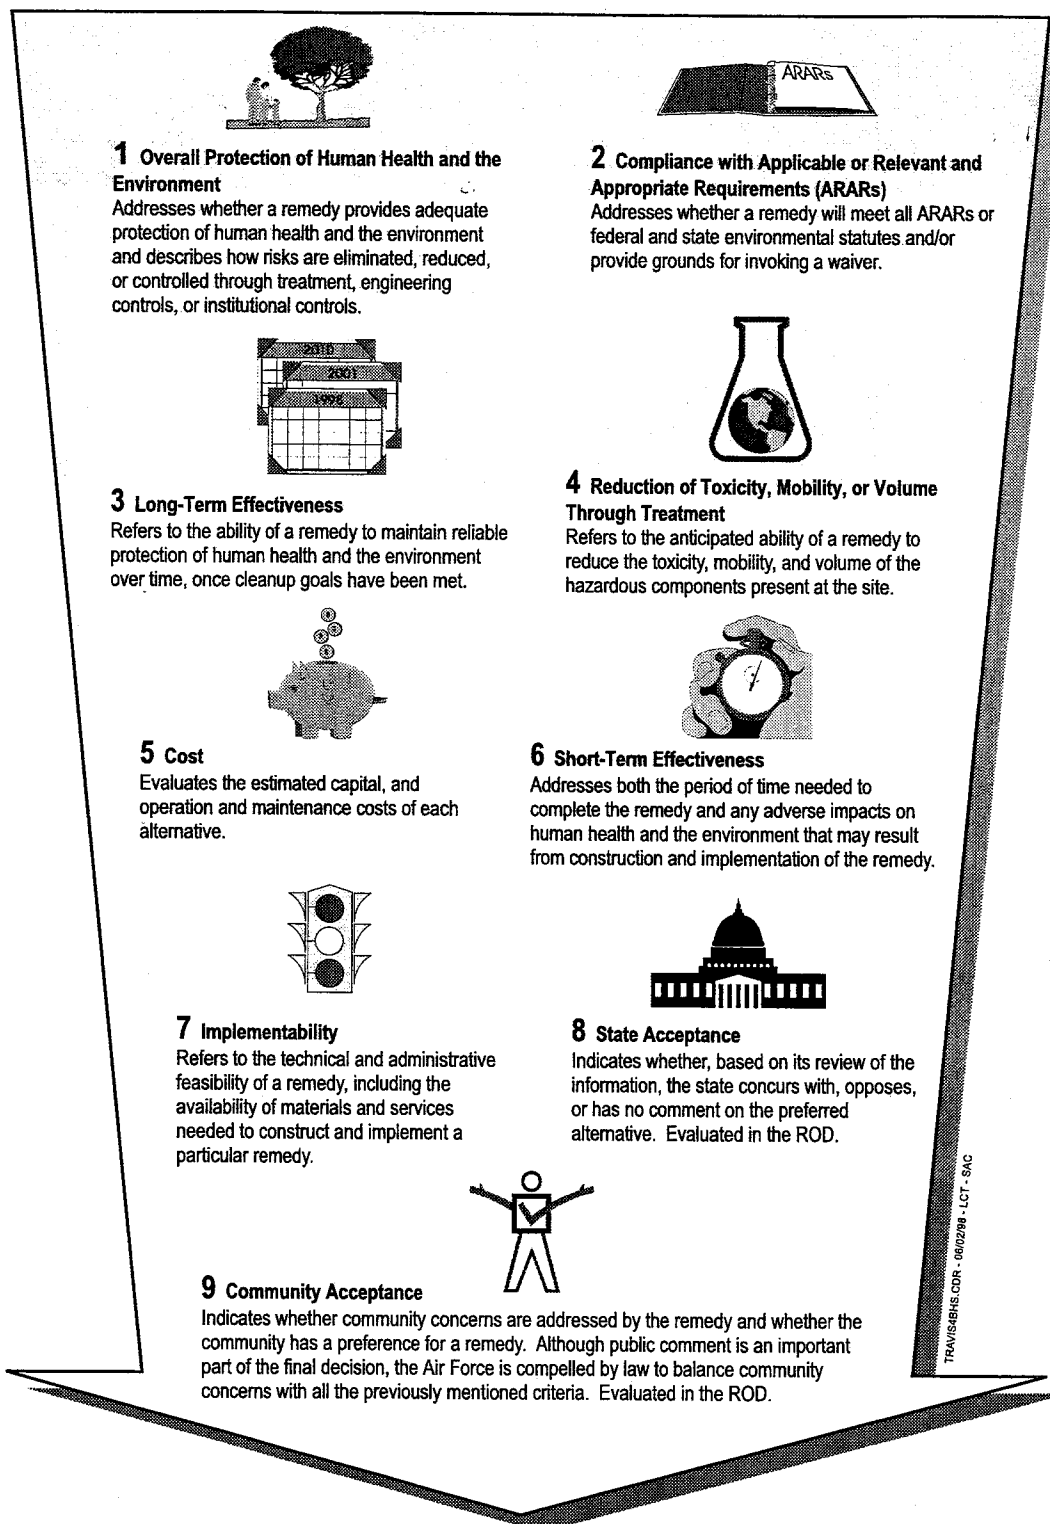 ARARs
1 Overall Protection of Human Health and the
Environment
Addresses whether a remedy provides adequate
protection of human health and the environment
and describes how risks are eliminated, reduced,
or controlled through treatment, engineering
controls, or institutional controls.
2 Compliance with Applicable or Relevant and
Appropriate Requirements (ARARs)
Addresses whether a remedy will meet all ARARs or
federal and state environmental statutes and/or
provide grounds for invoking a waiver.
2010
2001
1998
3 Long-Term Effectiveness
Refers to the ability of a remedy to maintain reliable
protection of human health and the environment
over time, once cleanup goals have been met.
4 Reduction of Toxicity, Mobility, or Volume
Through Treatment
Refers to the anticipated ability of a remedy to
reduce the toxicity, mobility, and volume of the
hazardous components present at the site.
5 Cost
Evaluates the estimated capital, and
operation and maintenance costs of each
alternative.
6 Short-Term Effectiveness
Addresses both the period of time needed to
complete the remedy and any adverse impacts on
human health and the environment that may result
from construction and implementation of the remedy.
7 Implementability
Refers to the technical and administrative
feasibility of a remedy, including the
availability of materials and services
needed to construct and implement a
particular remedy.
8 State Acceptance
Indicates whether, based on its review of the
information, the state concurs with, opposes,
or has no comment on the preferred
alternative. Evaluated in the ROD.
9 Community Acceptance
Indicates whether community concerns are addressed by the remedy and whether the
community has a preference for a remedy. Although public comment is an important
part of the final decision, the Air Force is compelled by law to balance community
concerns with all the previously mentioned criteria. Evaluated in the ROD.
TRAVIS4BHS.CDR - 06/02/98 - LCT - SAC